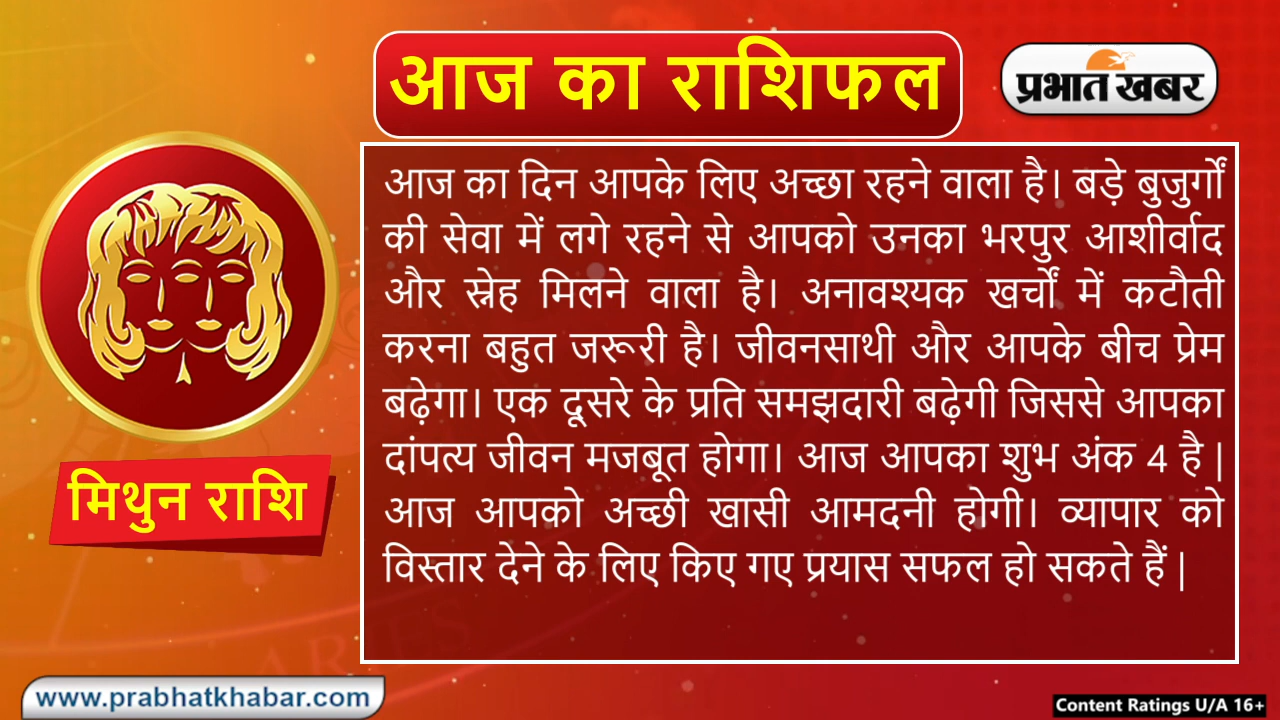 आज का राशिफल
प्रभात खबर
आज का दिन आपके लिए अच्छा रहने वाला है। बड़े बुजुर्गों
की सेवा में लगे रहने से आपको उनका भरपुर आशीर्वाद
और स्नेह मिलने वाला है। अनावश्यक खर्चों में कटौती
करना बहुत जरूरी है। जीवनसाथी और आपके बीच प्रेम
बढ़ेगा। एक दूसरे के प्रति समझदारी बढ़ेगी जिससे आपका
दांपत्य जीवन मजबूत होगा। आज आपका शुभ अंक 4 है |
आज आपको अच्छी खासी आमदनी होगी। व्यापार को
विस्तार देने के लिए किए गए प्रयास सफल हो सकते हैं |
मिथुन राशि
ARIES
www.prabhatkhabar.com
Content Ratings U/A 16+